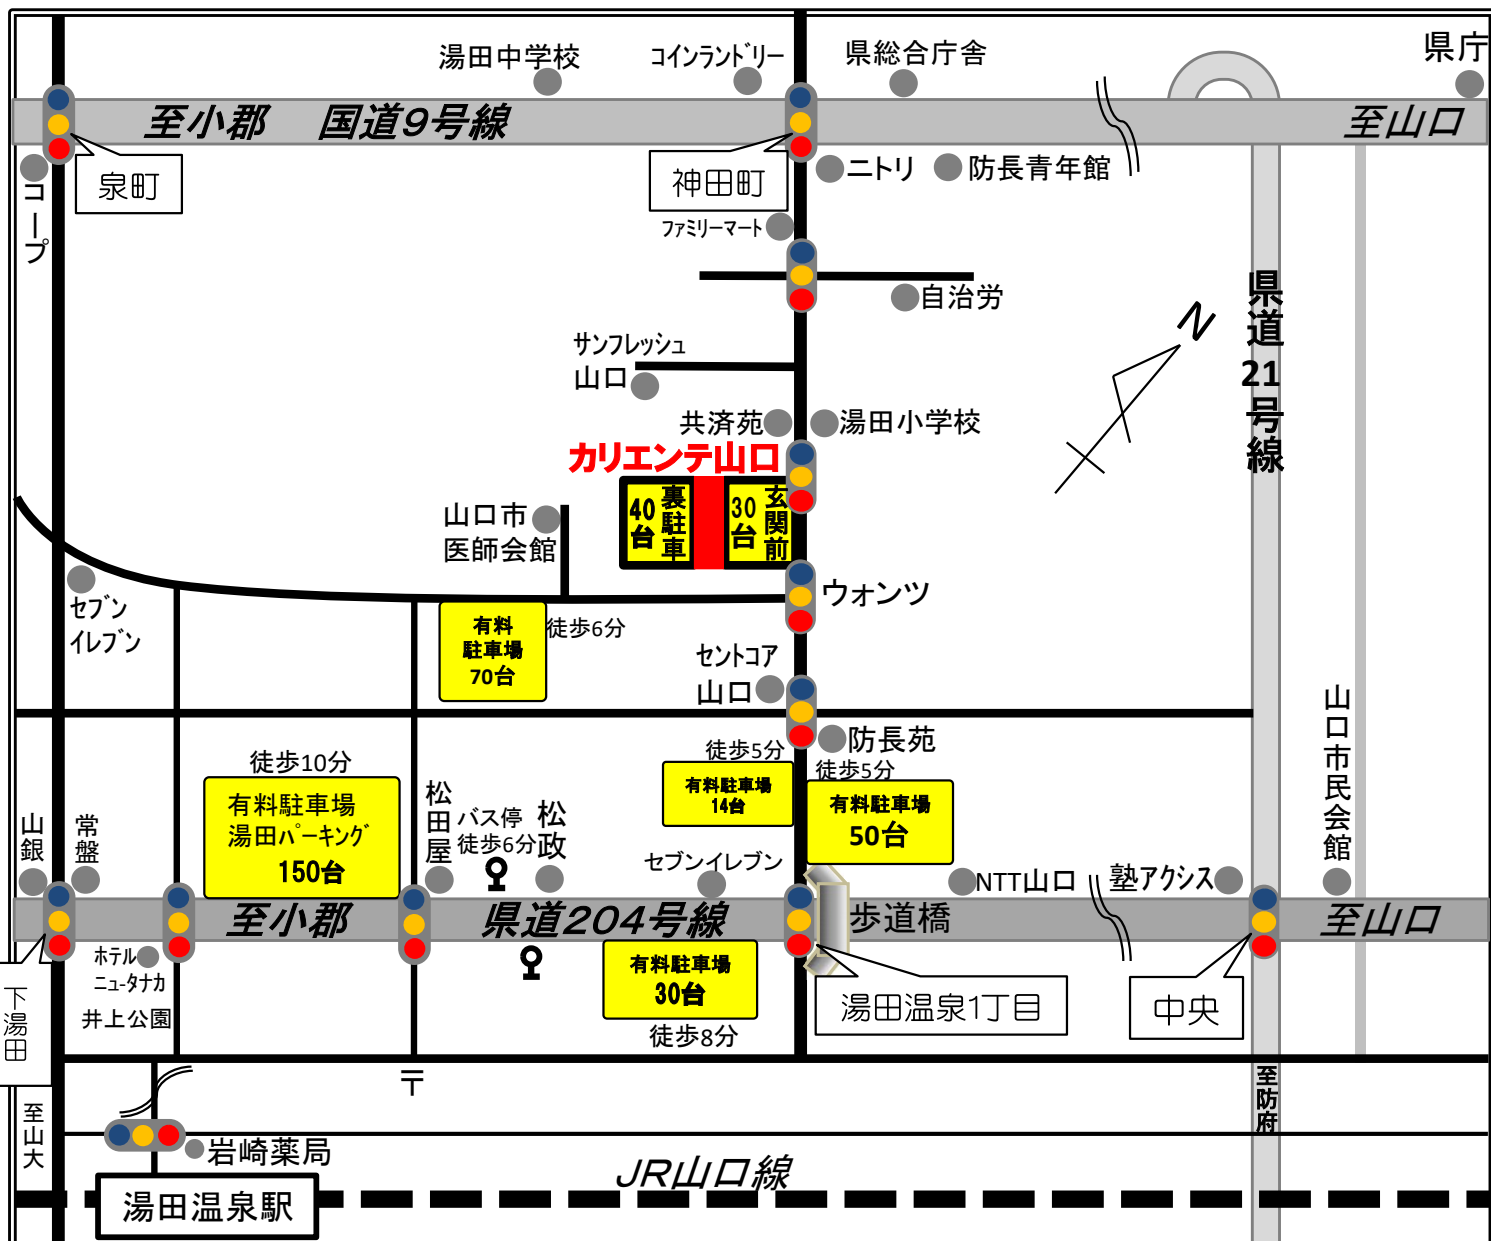 湯田中学校
コインランドリー
県総合庁舎
県庁
至小郡　国道9号線
至山口
コープ
泉町
神田町
ニトリ
防長青年館
ファミリーマート
自治労
県道21号線
N
サンフレッシュ
山口
共済苑
湯田小学校
カリエンテ山口
裏駐車
40台
玄関前
30台
山口市
医師会館
セブン
イレブン
有料
駐車場
70台
徒歩6分
ウォンツ
セントコア
山口
防長苑
徒歩5分
有料駐車場
14台
徒歩5分
有料駐車場
50台
山口市民会館
徒歩10分
有料駐車場
湯田パーキング
150台
山銀
常盤
松田屋
バス停
徒歩6分
松政
セブンイレブン
NTT山口
塾アクシス
至小郡
県道204号線
歩道橋
至山口
ホテル
ニュータナカ
井上公園
有料駐車場
30台
徒歩8分
湯田温泉1丁目
中央
下湯田
〒
至防府
至山大
岩崎薬局
JR山口線
湯田温泉駅